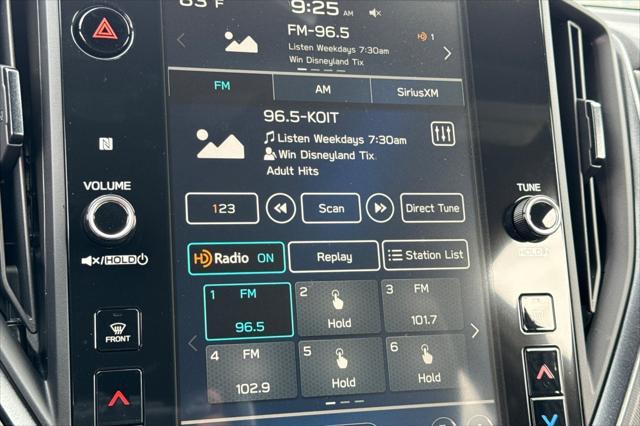 9:25 AM
FM-96.5
HD 1
Listen Weekdays 7:30am
Win Disneyland Tix
FM
AM
SiriusXM
96.5-KOIT
Listen Weekdays 7:30am
Win Disneyland Tix
Adult Hits
N
VOLUME
/HOLD
TUNE
123
Scan
Direct Tune
HD Radio ON
Replay
Station List
1 FM
96.5
2
Hold
3 FM
101.7
4 FM
102.9
5
Hold
6
Hold
FRONT